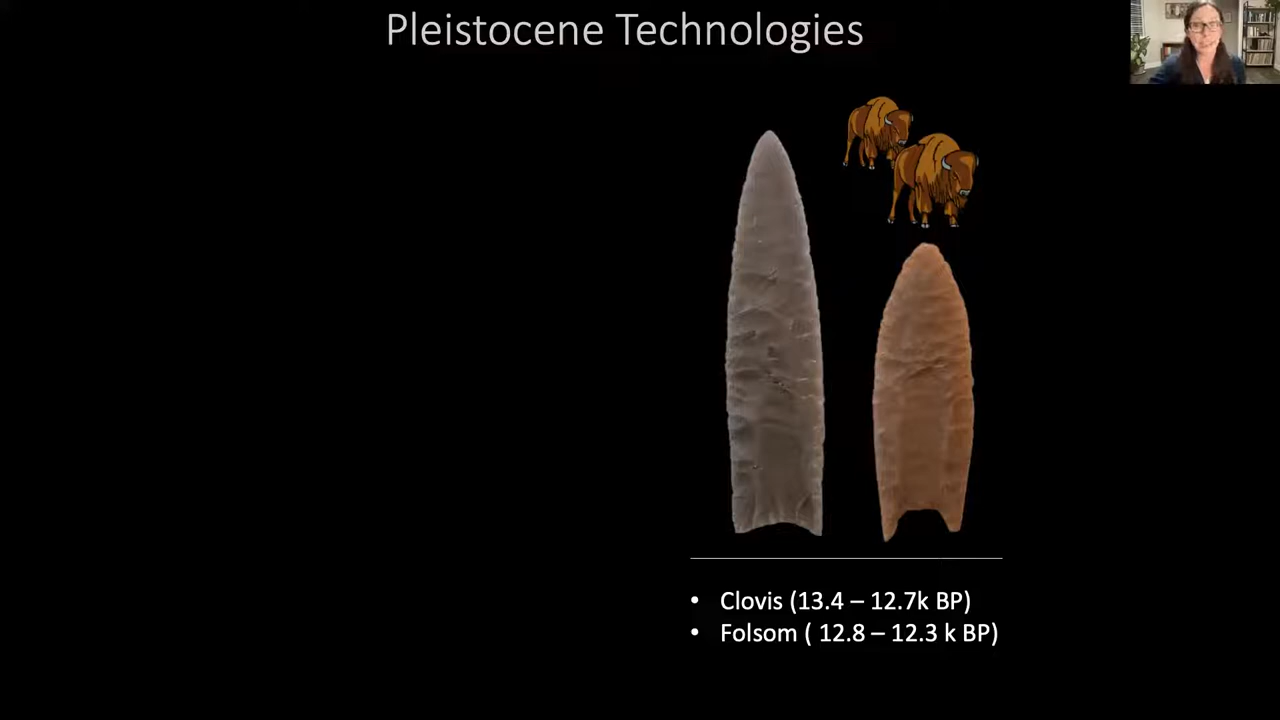 Pleistocene Technologies
• Clovis (13.4 – 12.7k BP)
• Folsom ( 12.8 – 12.3 k BP)